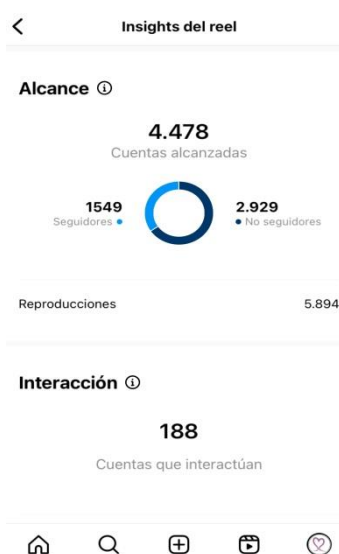 Insights del reel
Alcance
4.478
Cuentas alcanzadas
1549
Seguidores
2.929
No seguidores
Reproducciones 5.894
Interacción
188
Cuentas que interactúan